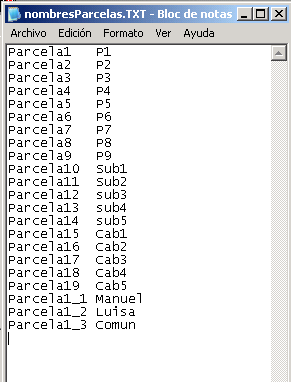 nombresParcelas.TXT - Bloc de notas
Archivo Edición Formato Ver Ayuda
Parcela1 P1
Parcela2 P2
Parcela3 P3
Parcela4 P4
Parcela5 P5
Parcela6 P6
Parcela7 P7
Parcela8 P8
Parcela9 P9
Parcela10 Sub1
Parcela11 Sub2
Parcela12 sub3
Parcela13 sub4
Parcela14 sub5
Parcela15 Cab1
Parcela16 Cab2
Parcela17 Cab3
Parcela18 Cab4
Parcela19 Cab5
Parcela1_1 Manuel
Parcela1_2 Luisa
Parcela1_3 Comun